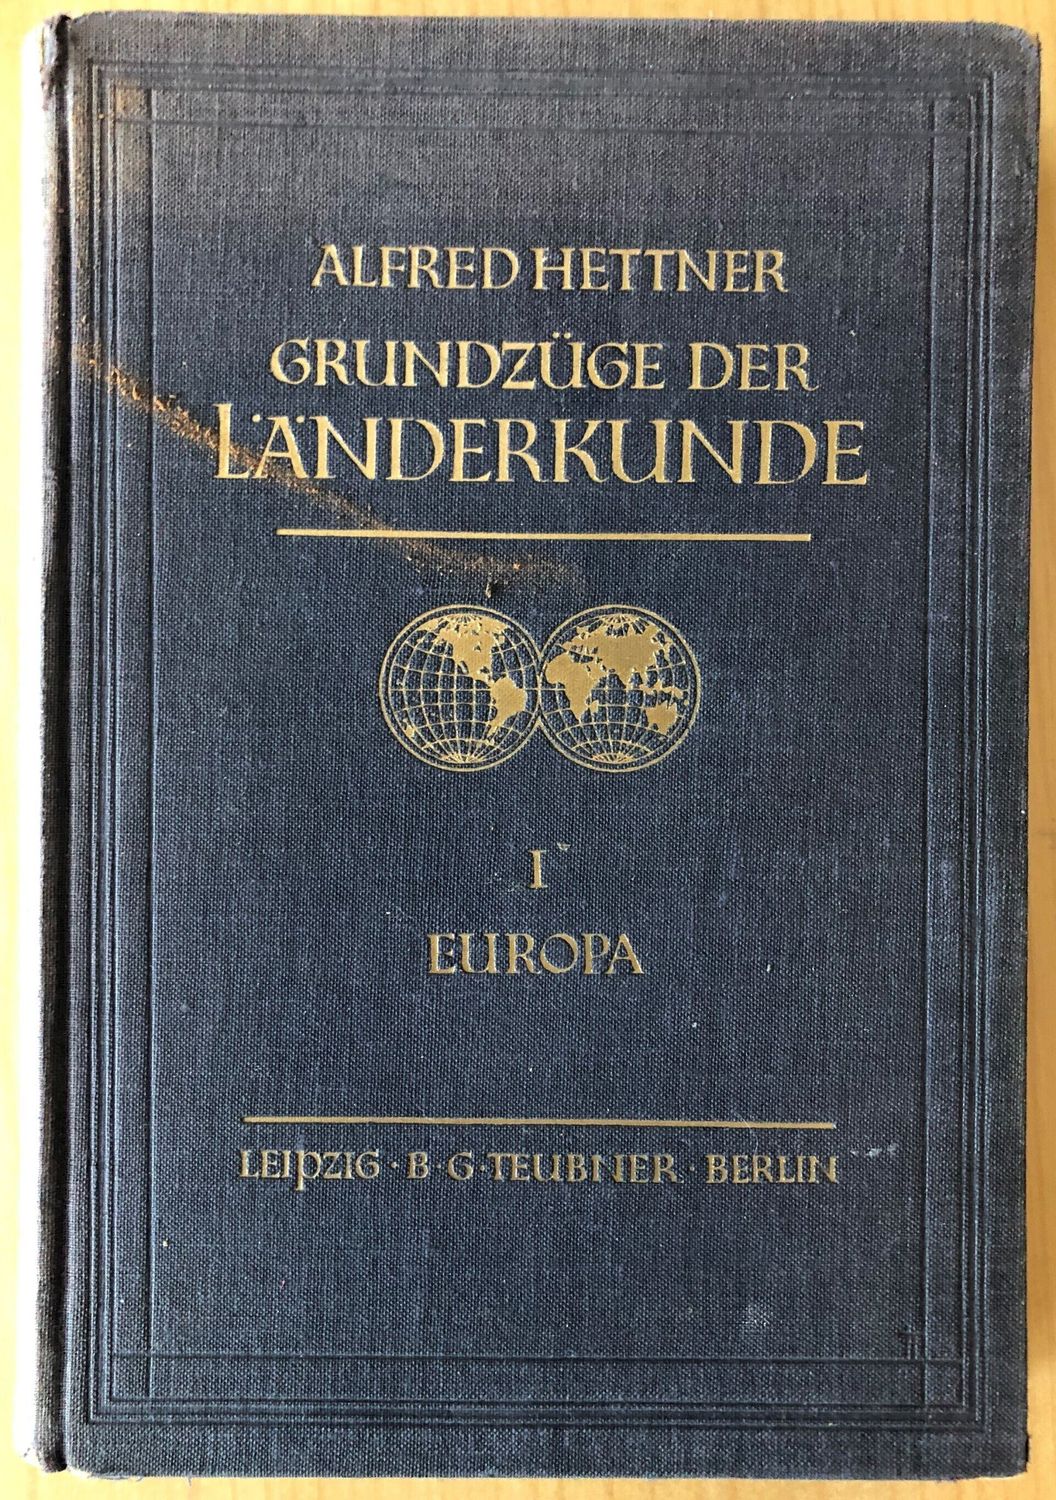 ALFRED HETTNER
GRUNDZÜGE DER
LÄNDERKUNDE
I
EUROPA
LEIPZIG · B · G · TEUBNER · BERLIN